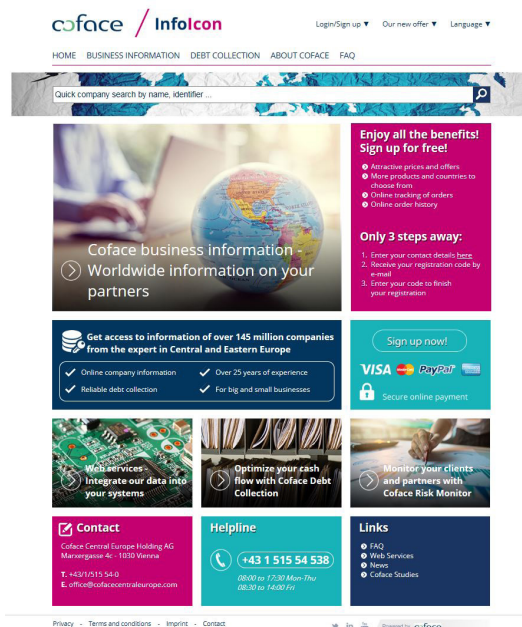 coface / InfoIcon
Login/Sign up ▼ Our new offer ▼ Language ▼
HOME BUSINESS INFORMATION DEBT COLLECTION ABOUT COFACE FAQ
Quick company search by name, identifier ...
Coface business information -
Worldwide information on your
partners
Enjoy all the benefits!
Sign up for free!
Attractive prices and offers
More products and countries to
choose from
Online tracking of orders
Online order history
Only 3 steps away:
1. Enter your contact details here
2. Receive your registration code by
e-mail
3. Enter your code to finish
your registration
Get access to information of over 145 million companies
from the expert in Central and Eastern Europe
Online company information
Over 25 years of experience
Reliable debt collection
For big and small businesses
Sign up now!
VISA PayPal
Secure online payment
Web services -
Integrate our data into
your systems
Optimize your cash
flow with Coface Debt
Collection
Monitor your clients
and partners with
Coface Risk Monitor
Contact
Coface Central Europe Holding AG
Marxergasse 4c - 1030 Vienna
T. +43/1/515 54-0
E. office@cofacecentraleurope.com
Helpline
+43 1 515 54 538
08:00 to 17:30 Mon-Thu
08:30 to 14:00 Fri
Links
FAQ
Web Services
News
Coface Studies
Privacy - Terms and conditions - Imprint - Contact
in
Powered by coface